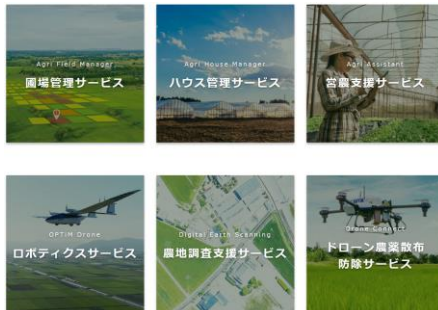 Agri Field Manager
圃場管理サービス
Agri House Manager
ハウス管理サービス
Agri Assistant
営農支援サービス
OPTiM Drone
ロボティクスサービス
Digital Earth Scanning
農地調査支援サービス
Drone Connect
ドローン農薬散布
防除サービス